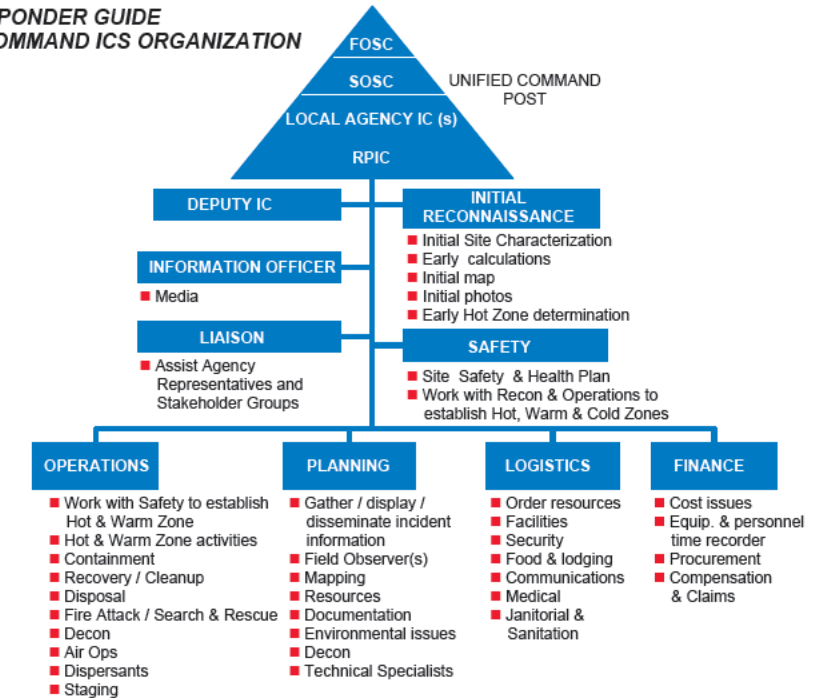 PONDER GUIDE
OMMAND ICS ORGANIZATION
FOSC
SOSC
LOCAL AGENCY IC (s)
RPIC
UNIFIED COMMAND
POST
DEPUTY IC
INITIAL
RECONNAISSANCE
Initial Site Characterization
Early calculations
Initial map
Initial photos
Early Hot Zone determination
INFORMATION OFFICER
Media
LIAISON
Assist Agency
Representatives and
Stakeholder Groups
SAFETY
Site Safety & Health Plan
Work with Recon & Operations to
establish Hot, Warm & Cold Zones
OPERATIONS
Work with Safety to establish
Hot & Warm Zone
Hot & Warm Zone activities
Containment
Recovery / Cleanup
Disposal
Fire Attack / Search & Rescue
Decon
Air Ops
Dispersants
Staging
PLANNING
Gather / display /
disseminate incident
information
Field Observer(s)
Mapping
Resources
Documentation
Environmental issues
Decon
Technical Specialists
LOGISTICS
Order resources
Facilities
Security
Food & lodging
Communications
Medical
Janitorial &
Sanitation
FINANCE
Cost issues
Equip. & personnel
time recorder
Procurement
Compensation
& Claims